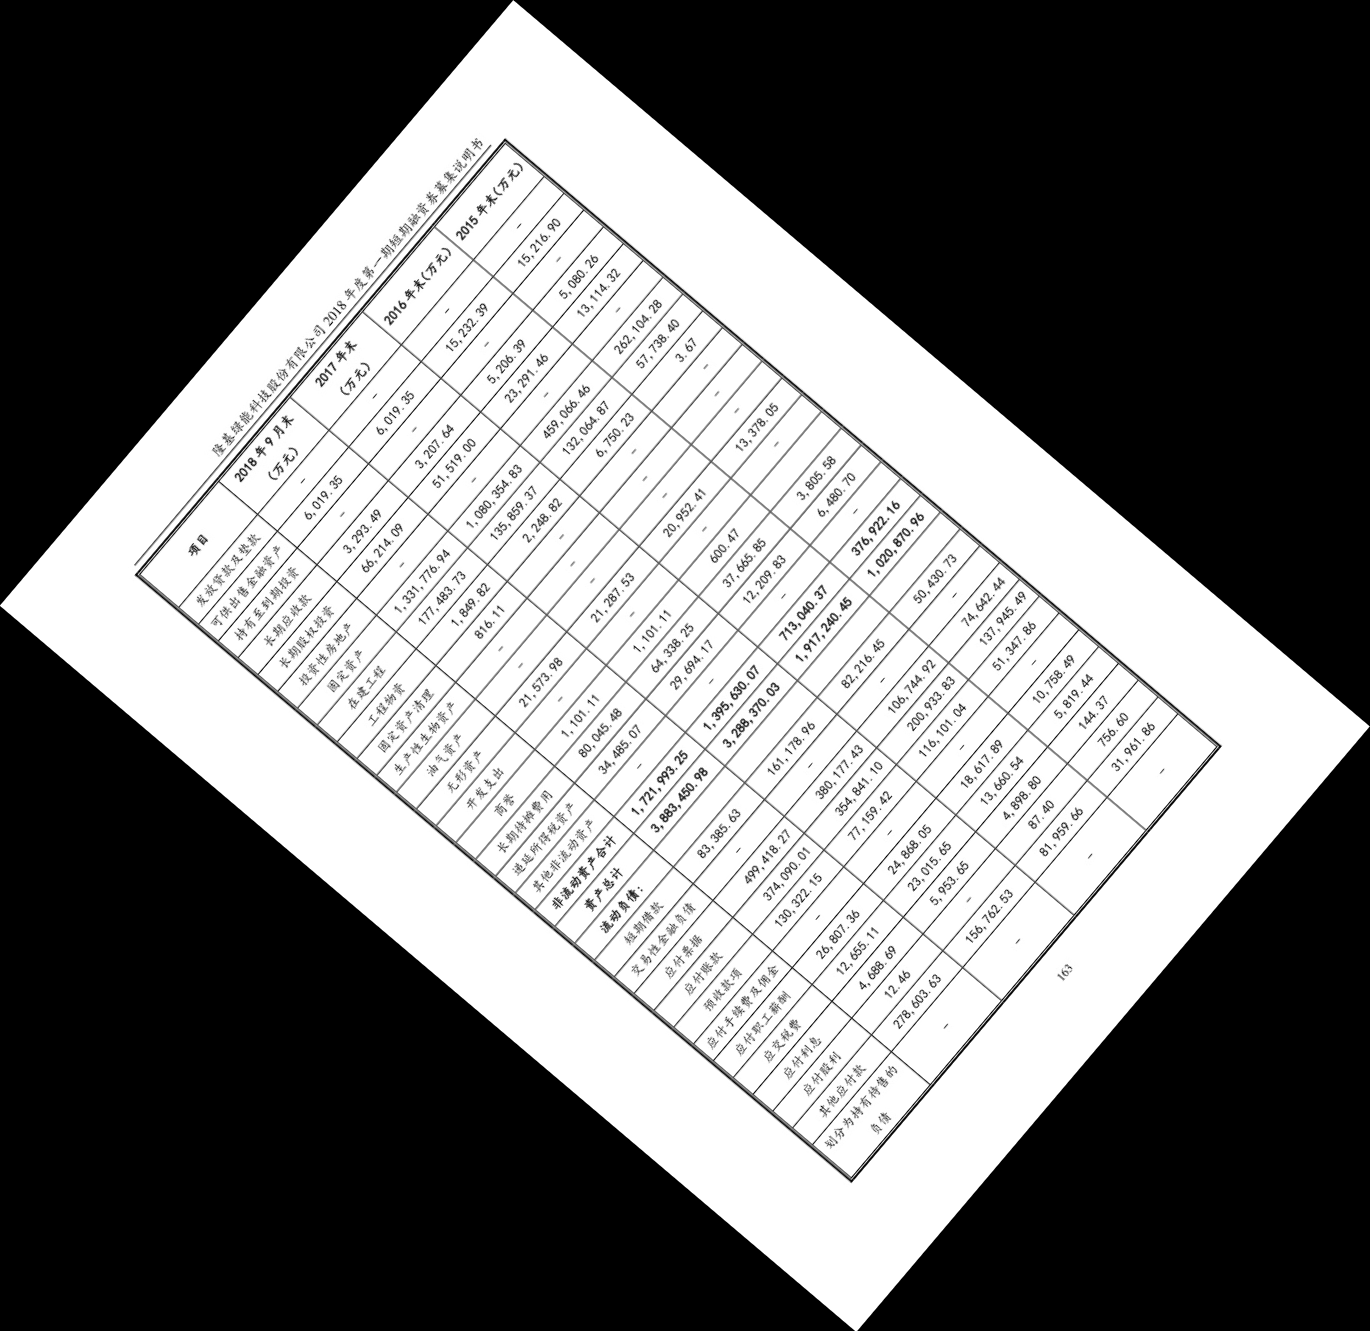 隆基绿能科技股份有限公司 2018 年度第一期短期融资券募集说明书
项目 2018 年 9 月末（万元） 2017 年末（万元） 2016 年末（万元） 2015 年末（万元）
发放贷款及垫款 - - - -
可供出售金融资产 6,019.35 6,019.35 15,232.39 15,216.90
持有至到期投资 - - - -
长期应收款 3,293.49 3,207.64 5,206.39 5,080.26
长期股权投资 66,214.09 51,519.00 23,291.46 13,114.32
投资性房地产 - - - -
固定资产 1,331,776.94 1,080,354.83 459,066.46 262,104.28
在建工程 177,483.73 135,859.37 132,064.87 57,738.40
工程物资 1,849.82 2,248.82 6,750.23 3.67
固定资产清理 816.11 - - -
生产性生物资产 - - - -
油气资产 - - - -
无形资产 21,573.98 21,287.53 20,952.41 13,378.05
开发支出 - - -
商誉 1,101.11 1,101.11 600.47
长期待摊费用 80,045.48 64,338.25 37,665.85 3,805.58
递延所得税资产 34,485.07 29,694.17 12,209.83 6,480.70
其他非流动资产 - - -
非流动资产合计 1,721,993.25 1,395,630.07 713,040.37 376,922.16
资产总计 3,883,450.98 3,288,370.03 1,917,240.45 1,020,870.96
流动负债：
短期借款 83,385.63 161,178.96 82,216.45 50,430.73
交易性金融负债 - - - -
应付票据 499,418.27 380,177.43 106,744.92 74,642.44
应付账款 374,090.01 354,841.10 200,933.83 137,945.49
预收款项 130,322.15 77,159.42 116,101.04 51,347.86
应付手续费及佣金 - - - -
应付职工薪酬 26,807.36 24,868.05 18,617.89 10,758.49
应交税费 12,655.11 23,015.65 13,660.54 5,819.44
应付利息 4,688.69 5,953.65 4,898.80 144.37
应付股利 12.46 - 87.40 756.60
其他应付款 278,603.63 156,762.53 81,959.66 31,961.86
划分为持有待售的负债 - - - -
163